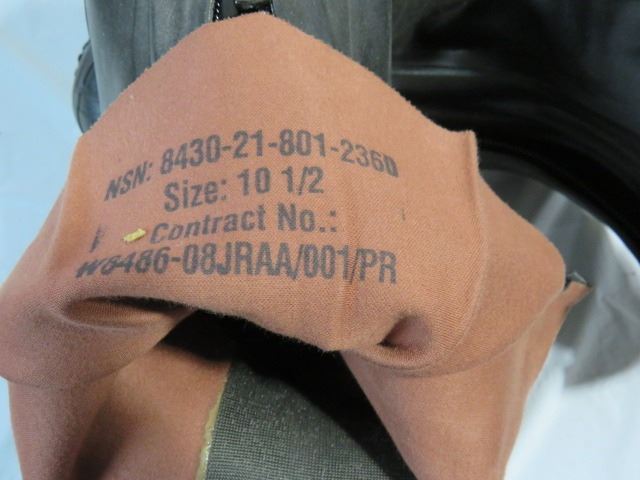 NSN: 8430-21-801-2360
Size: 10 1/2
Contract No.:
W8486-08JRAA/001/PR